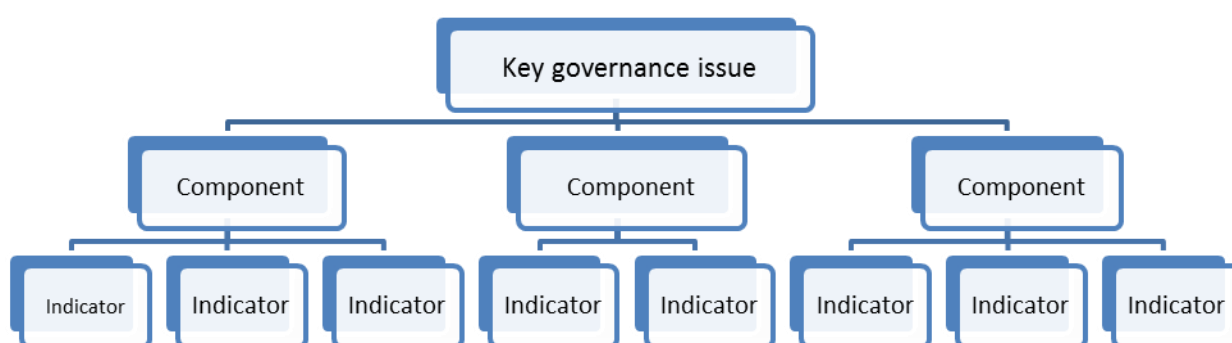 Key governance issue
Component
Component
Component
Indicator
Indicator
Indicator
Indicator
Indicator
Indicator
Indicator
Indicator